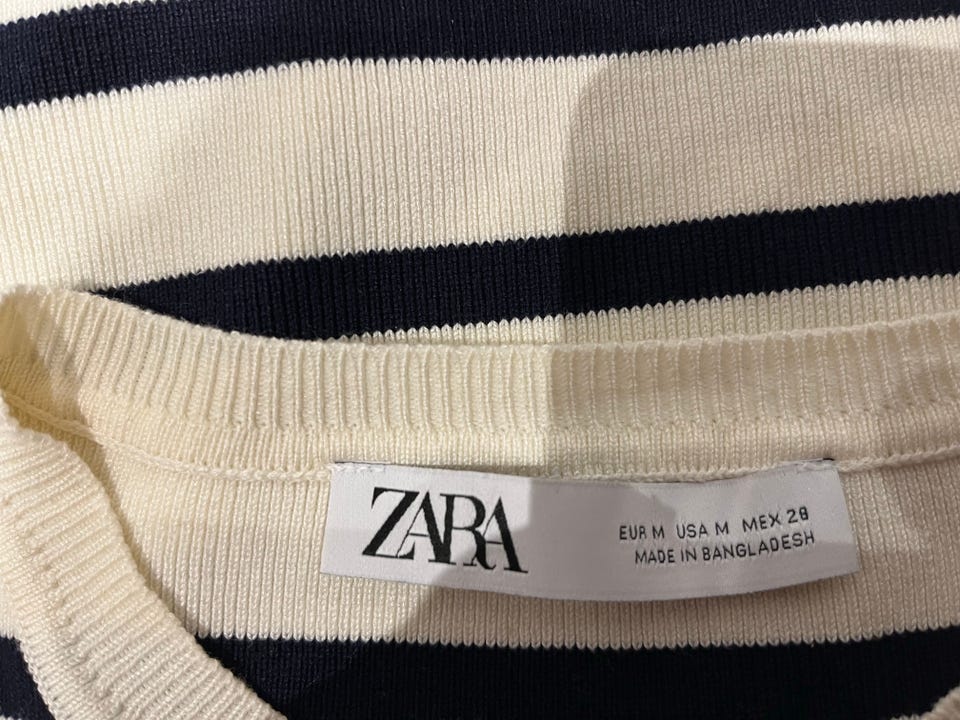 ZARA
EUR M USA M MEX 28
MADE IN BANGLADESH